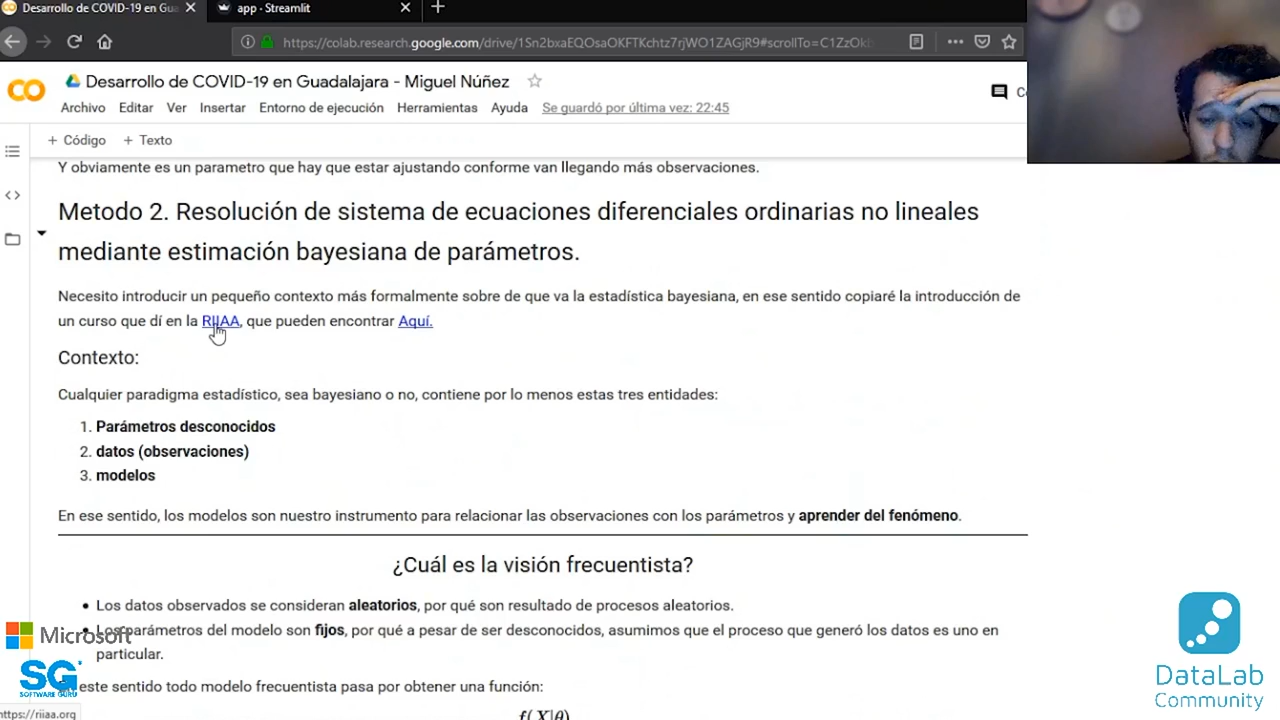 Desarrollo de COVID-19 en Gua
app - Streamlit
https://colab.research.google.com/drive/1Sn2bxaEQOsaOKFTKchtz7rjWO1ZAGjR9#scrollTo=C1ZzOkb
Desarrollo de COVID-19 en Guadalajara - Miguel Núñez
Archivo Editar Ver Insertar Entorno de ejecución Herramientas Ayuda Se guardó por última vez: 22:45
+ Código + Texto
Y obviamente es un parametro que hay que estar ajustando conforme van llegando más observaciones.
Metodo 2. Resolución de sistema de ecuaciones diferenciales ordinarias no lineales
mediante estimación bayesiana de parámetros.
Necesito introducir un pequeño contexto más formalmente sobre de que va la estadística bayesiana, en ese sentido copiaré la introducción de
un curso que dí en la RIIAA, que pueden encontrar Aquí.
Contexto:
Cualquier paradigma estadístico, sea bayesiano o no, contiene por lo menos estas tres entidades:
1. Parámetros desconocidos
2. datos (observaciones)
3. modelos
En ese sentido, los modelos son nuestro instrumento para relacionar las observaciones con los parámetros y aprender del fenómeno.
¿Cuál es la visión frecuentista?
• Los datos observados se consideran aleatorios, por qué son resultado de procesos aleatorios.
• Los parámetros del modelo son fijos, por qué a pesar de ser desconocidos, asumimos que el proceso que generó los datos es uno en
particular.
este sentido todo modelo frecuentista pasa por obtener una función:
f(X|θ)
Microsoft
SG
SOFTWARE GURU
https://riiaa.org
DataLab
Community